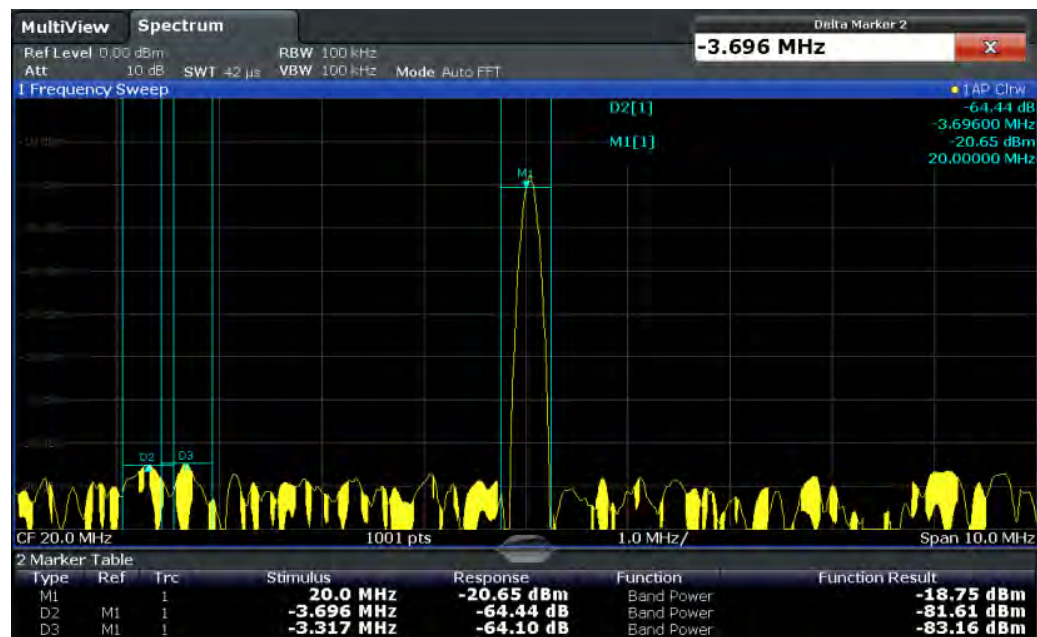 MultiView Spectrum
Delta Marker 2
-3.696 MHz X
Ref Level 0.00 dBm RBW 100 kHz
Att 10 dB SWT 42 µs VBW 100 kHz Mode Auto FFT
1 Frequency Sweep 1AP Clrw
D2[1] -64.44 dB
-3.69600 MHz
M1[1] -20.65 dBm
20.00000 MHz
M1
D2 D3
CF 20.0 MHz 1001 pts 1.0 MHz/ Span 10.0 MHz
2 Marker Table
Type Ref Trc Stimulus Response Function Function Result
M1 1 20.0 MHz -20.65 dBm Band Power -18.75 dBm
D2 M1 1 -3.696 MHz -64.44 dB Band Power -81.61 dBm
D3 M1 1 -3.317 MHz -64.10 dB Band Power -83.16 dBm